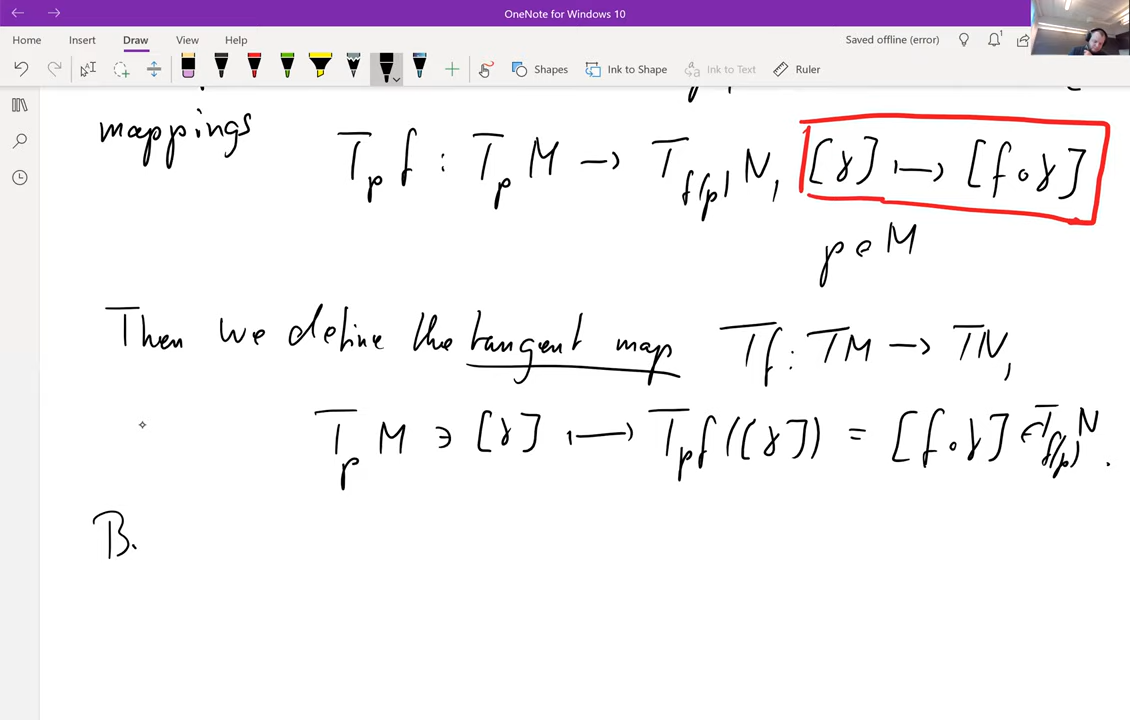 OneNote for Windows 10
Home Insert Draw View Help Saved offline (error)
Shapes Ink to Shape Ink to Text Ruler
mappings T_p f : T_p M → T_{f(p)} N, [γ] ↦ [f∘γ]
p ∈ M
Then we define the tangent map Tf : TM → TN,
T_p M ∋ [γ] ↦ T_p f([γ]) = [f∘γ] ∈ T_{f(p)} N.
B.